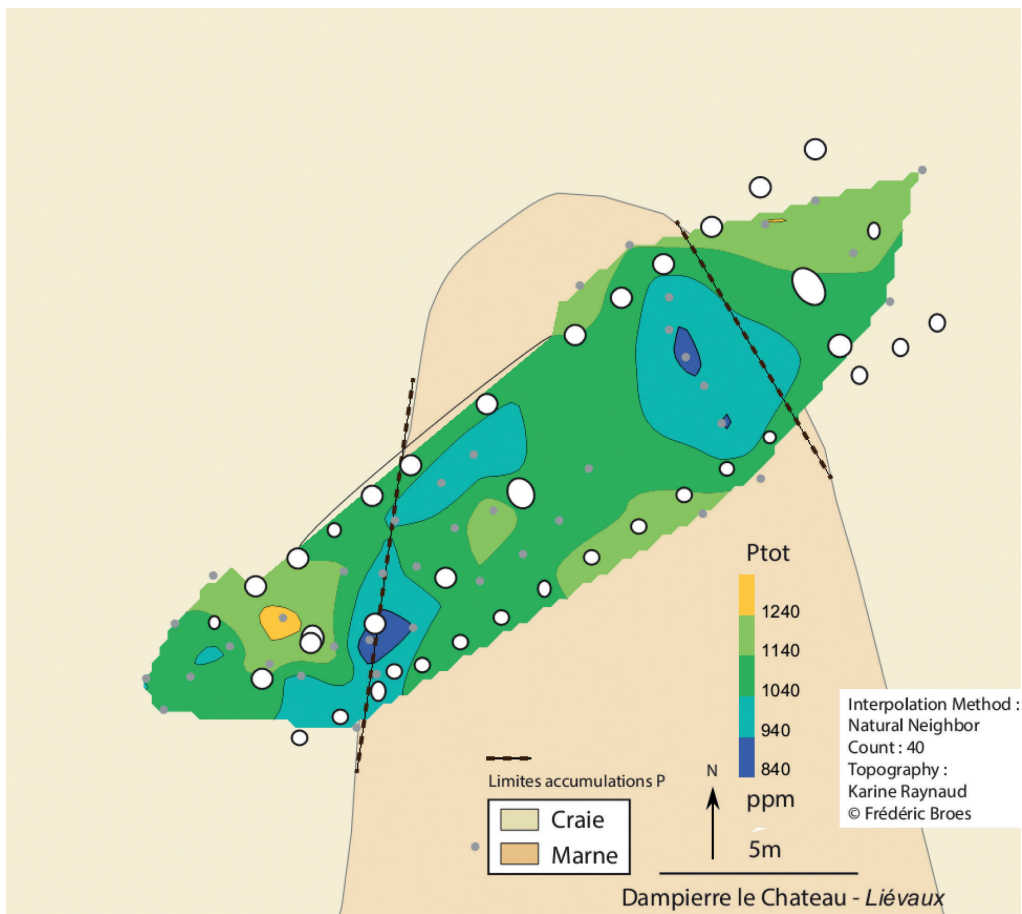 Ptot
1240
1140
1040
940
840
ppm
Interpolation Method :
Natural Neighbor
Count : 40
Topography :
Karine Raynaud
© Frédéric Broes
Limites accumulations P
Craie
Marne
N
5m
Dampierre le Chateau - Liévaux